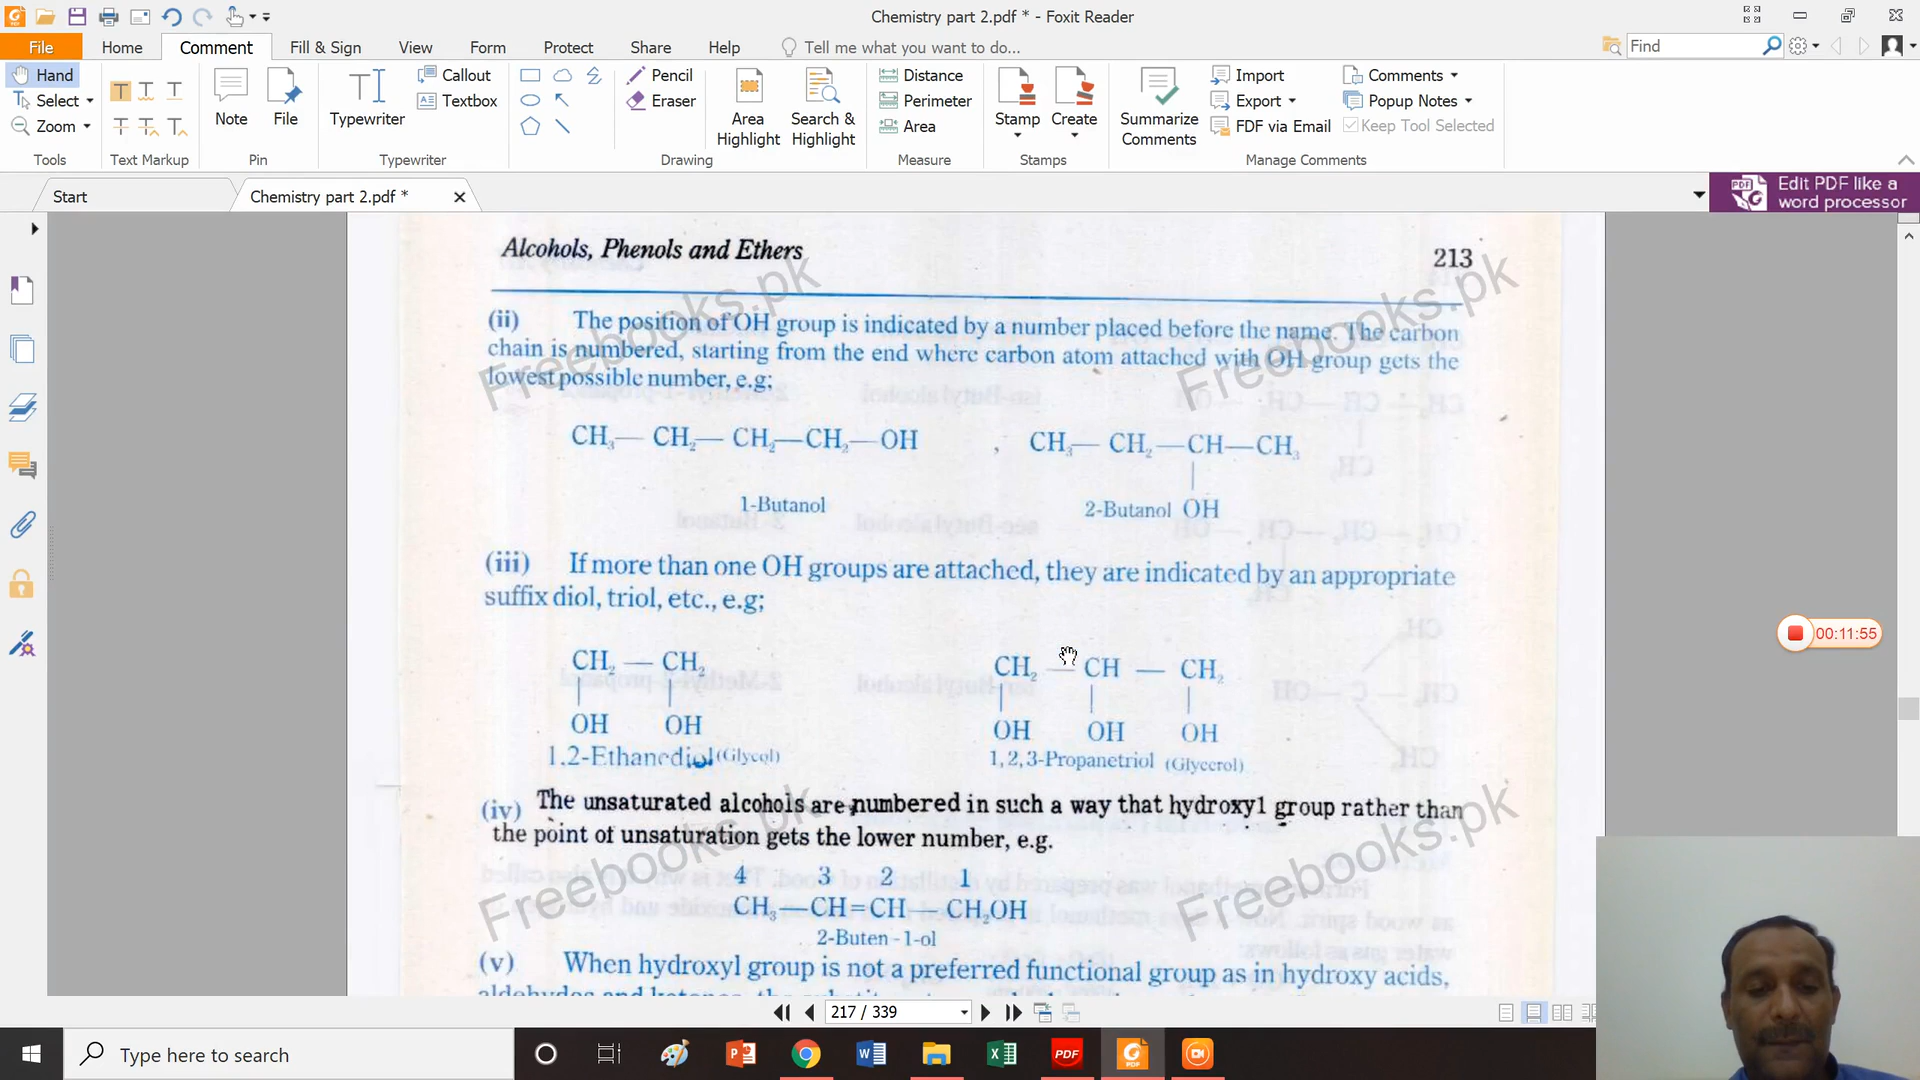 Chemistry part 2.pdf * - Foxit Reader
File Home Comment Fill & Sign View Form Protect Share Help Tell me what you want to do... Find
Hand
Select
Zoom
Tools
Text Markup
Note
File
Pin
Typewriter
Callout
Textbox
Typewriter
Pencil
Eraser
Area Highlight
Search & Highlight
Drawing
Distance
Perimeter
Area
Measure
Stamp
Create
Stamps
Summarize Comments
Import
Export
FDF via Email
Comments
Popup Notes
Keep Tool Selected
Manage Comments
Start
Chemistry part 2.pdf *
Edit PDF like a
word processor
Alcohols, Phenols and Ethers 213
(ii) The position of OH group is indicated by a number placed before the name. The carbon
chain is numbered, starting from the end where carbon atom attached with OH group gets the
lowest possible number, e.g;
CH₃— CH₂— CH₂—CH₂—OH , CH₃— CH₂—CH—CH₃
|
1-Butanol 2-Butanol OH
(iii) If more than one OH groups are attached, they are indicated by an appropriate
suffix diol, triol, etc., e.g;
CH₂ — CH₂ CH₂ — CH — CH₂
| | | | |
OH OH OH OH OH
1,2-Ethanediol (Glycol) 1,2,3-Propanetriol (Glycerol)
(iv) The unsaturated alcohols are numbered in such a way that hydroxyl group rather than
the point of unsaturation gets the lower number, e.g.
4 3 2 1
CH₃—CH=CH—CH₂OH
2-Buten -1-ol
(v) When hydroxyl group is not a preferred functional group as in hydroxy acids,
Freebooks.pk
Freebooks.pk
Freebooks.pk
Freebooks.pk
00:11:55
217 / 339
Type here to search
PDF